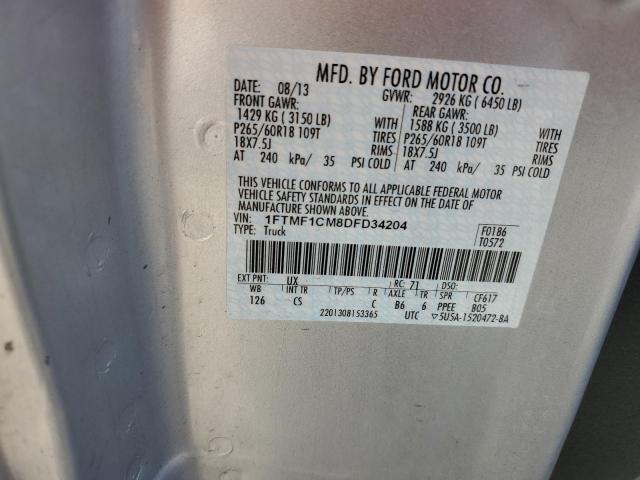 MFD. BY FORD MOTOR CO.
DATE: 08/13 GVWR: 2926 KG ( 6450 LB)
FRONT GAWR: REAR GAWR:
1429 KG ( 3150 LB) WITH 1588 KG ( 3500 LB) WITH
P265/60R18 109T TIRES P265/60R18 109T TIRES
18X7.5J RIMS 18X7.5J RIMS
AT 240 kPa/ 35 PSI COLD AT 240 kPa/ 35 PSI COLD
THIS VEHICLE CONFORMS TO ALL APPLICABLE FEDERAL MOTOR
VEHICLE SAFETY STANDARDS IN EFFECT ON THE DATE OF
MANUFACTURE SHOWN ABOVE.
VIN: 1FTMF1CM8DFD34204 F0186
TYPE: Truck T0572
EXT PNT: UX RC: 71 DSO:
WB INT TR TP/PS R AXLE TR SPR CF617
126 CS C B6 6 PPEE B05
2201308153365 UTC ▽5U5A-1520472-BA